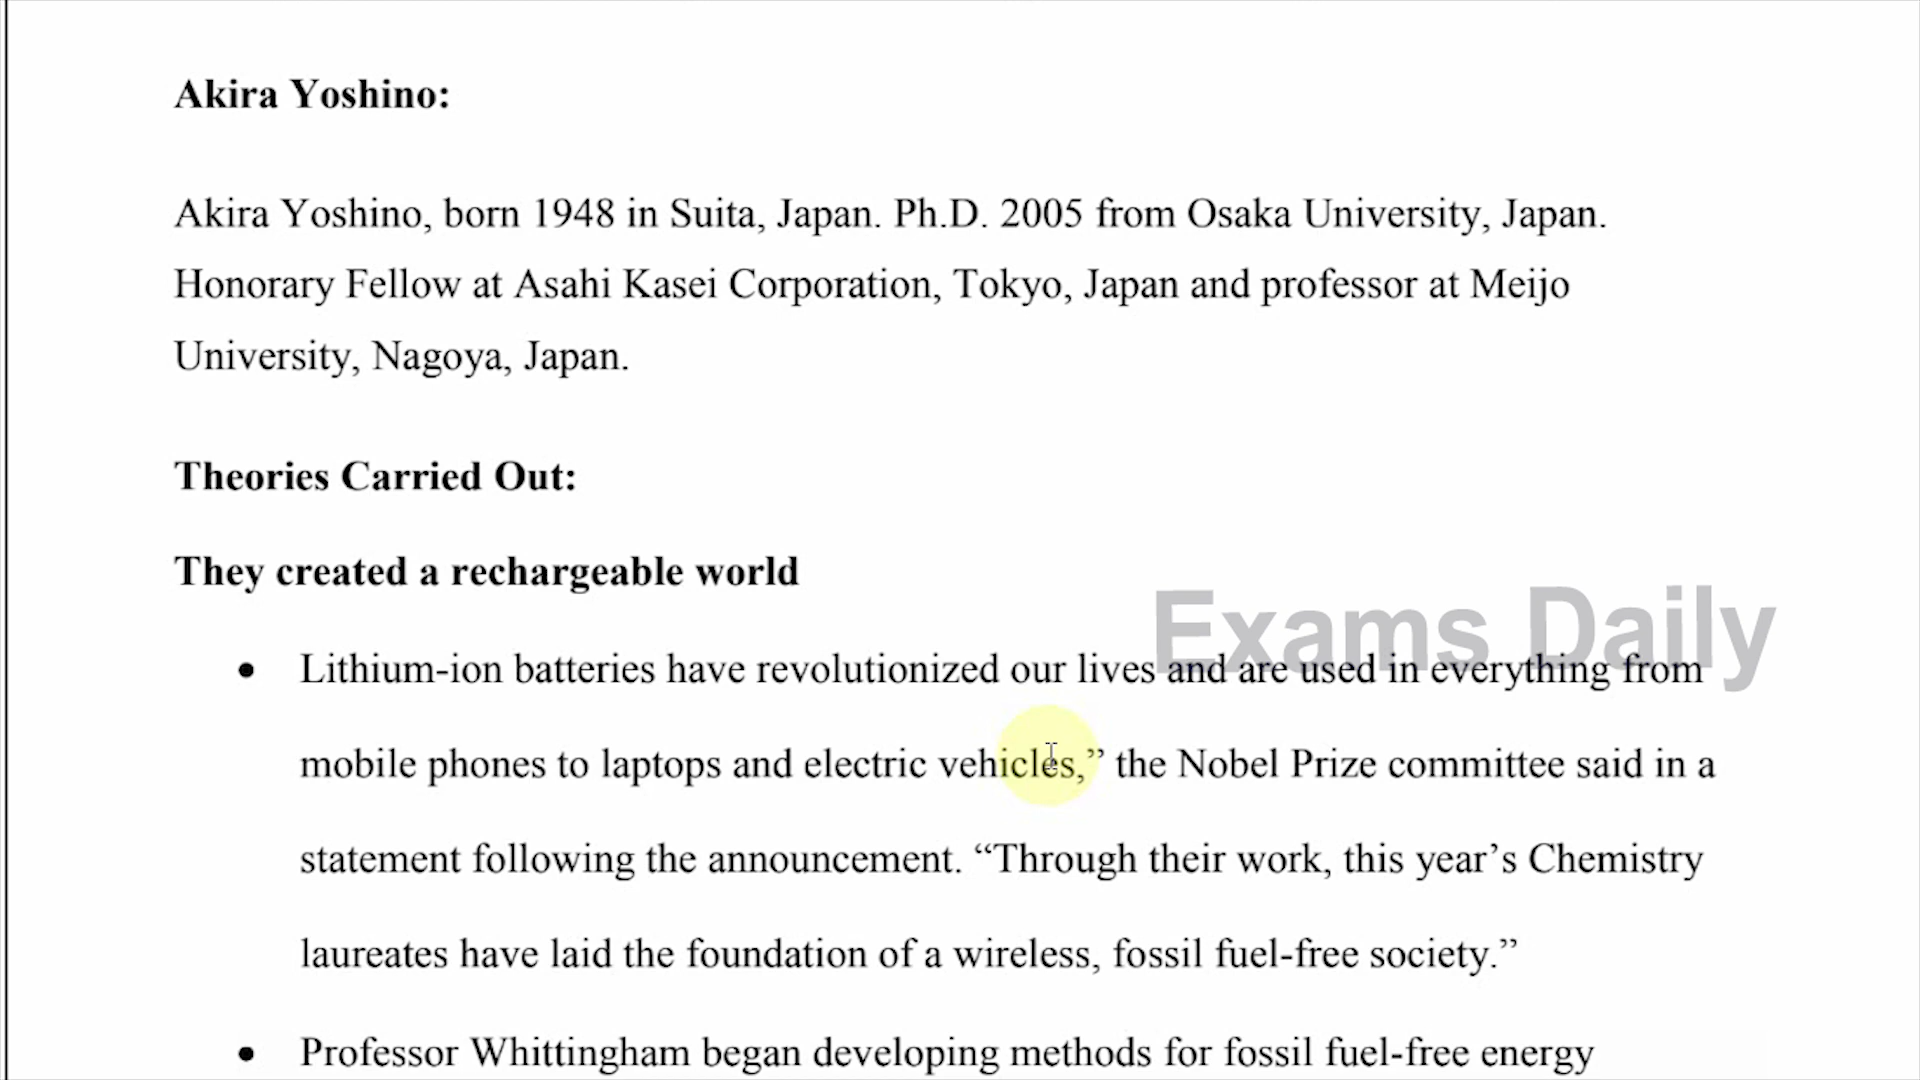 Akira Yoshino:
Akira Yoshino, born 1948 in Suita, Japan. Ph.D. 2005 from Osaka University, Japan.
Honorary Fellow at Asahi Kasei Corporation, Tokyo, Japan and professor at Meijo
University, Nagoya, Japan.
Theories Carried Out:
They created a rechargeable world
Exams Daily
• Lithium-ion batteries have revolutionized our lives and are used in everything from
mobile phones to laptops and electric vehicles,” the Nobel Prize committee said in a
statement following the announcement. “Through their work, this year’s Chemistry
laureates have laid the foundation of a wireless, fossil fuel-free society.”
• Professor Whittingham began developing methods for fossil fuel-free energy